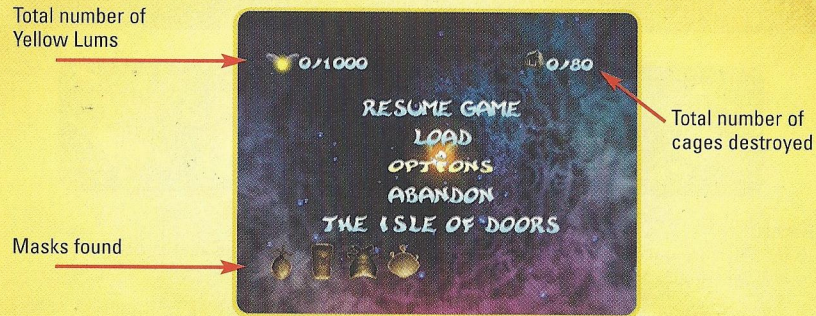 Total number of
Yellow Lums
0/1000
0/80
RESUME GAME
LOAD
OPTIONS
ABANDON
THE ISLE OF DOORS
Total number of
cages destroyed
Masks found